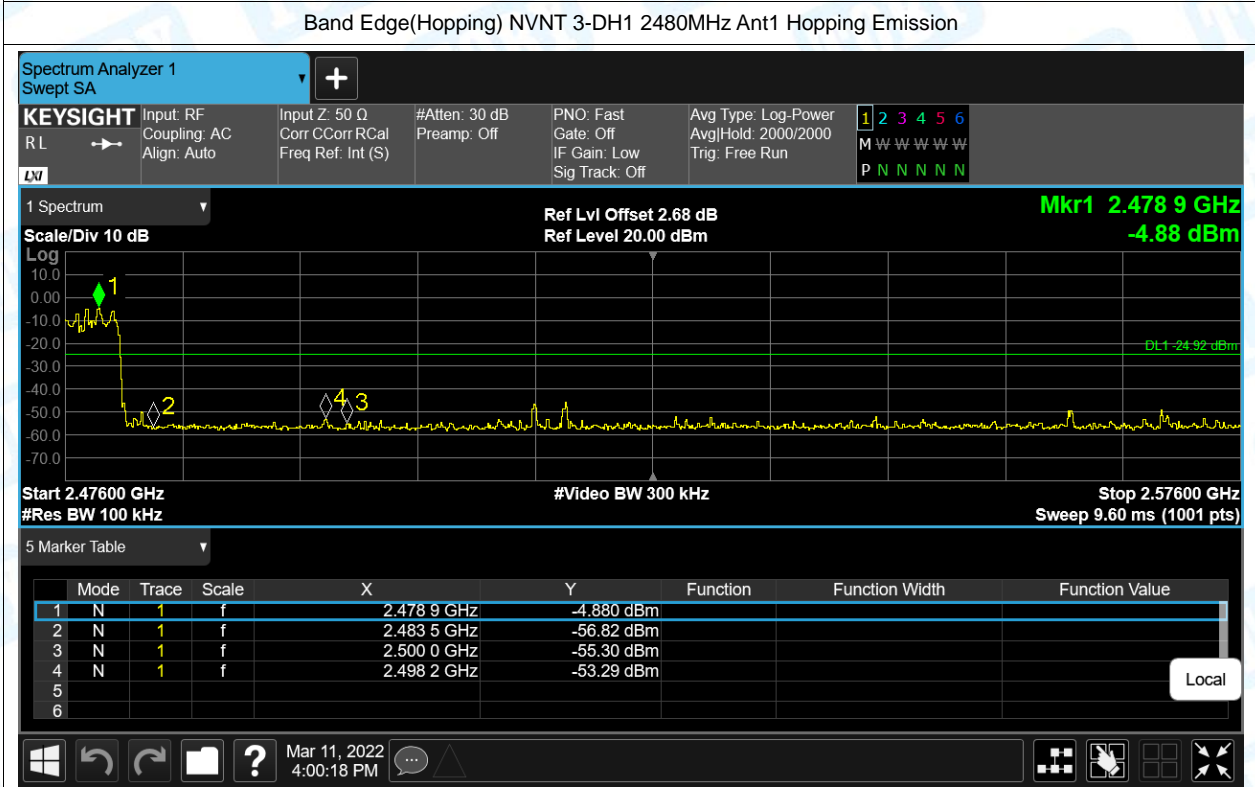 Band Edge(Hopping) NVNT 3-DH1 2480MHz Ant1 Hopping Emission
Spectrum Analyzer 1
Swept SA
+
KEYSIGHT
R L
LXI
Input: RF
Coupling: AC
Align: Auto
Input Z: 50 Ω
Corr CCorr RCal
Freq Ref: Int (S)
#Atten: 30 dB
Preamp: Off
PNO: Fast
Gate: Off
IF Gain: Low
Sig Track: Off
Avg Type: Log-Power
Avg|Hold: 2000/2000
Trig: Free Run
1 2 3 4 5 6
M W W W W W
P N N N N N
1 Spectrum
Scale/Div 10 dB
Ref Lvl Offset 2.68 dB
Ref Level 20.00 dBm
Mkr1 2.478 9 GHz
-4.88 dBm
Log
10.0
0.00
-10.0
-20.0
-30.0
-40.0
-50.0
-60.0
-70.0
1
2
4
3
DL1 -24.92 dBm
Start 2.47600 GHz
#Res BW 100 kHz
#Video BW 300 kHz
Stop 2.57600 GHz
Sweep 9.60 ms (1001 pts)
5 Marker Table
Mode Trace Scale X Y Function Function Width Function Value
1 N 1 f 2.478 9 GHz -4.880 dBm
2 N 1 f 2.483 5 GHz -56.82 dBm
3 N 1 f 2.500 0 GHz -55.30 dBm
4 N 1 f 2.498 2 GHz -53.29 dBm
5
6
Local
?
Mar 11, 2022
4:00:18 PM